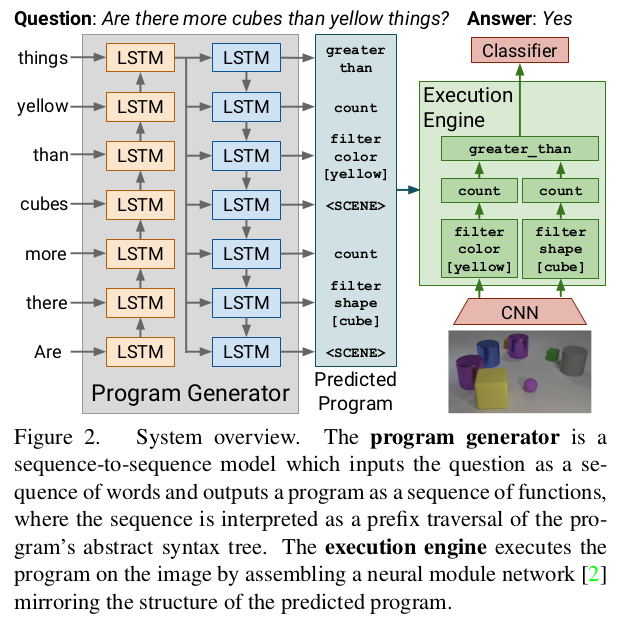 Question: Are there more cubes than yellow things? Answer: Yes
things LSTM LSTM greater than
yellow LSTM LSTM count
than LSTM LSTM filter color [yellow]
cubes LSTM LSTM <SCENE>
more LSTM LSTM count
there LSTM LSTM filter shape [cube]
Are LSTM LSTM <SCENE>
Program Generator
Predicted
Program
Classifier
Execution
Engine
greater_than
count count
filter color [yellow] filter shape [cube]
CNN
Figure 2. System overview. The program generator is a
sequence-to-sequence model which inputs the question as a se-
quence of words and outputs a program as a sequence of functions,
where the sequence is interpreted as a prefix traversal of the pro-
gram's abstract syntax tree. The execution engine executes the
program on the image by assembling a neural module network [2]
mirroring the structure of the predicted program.